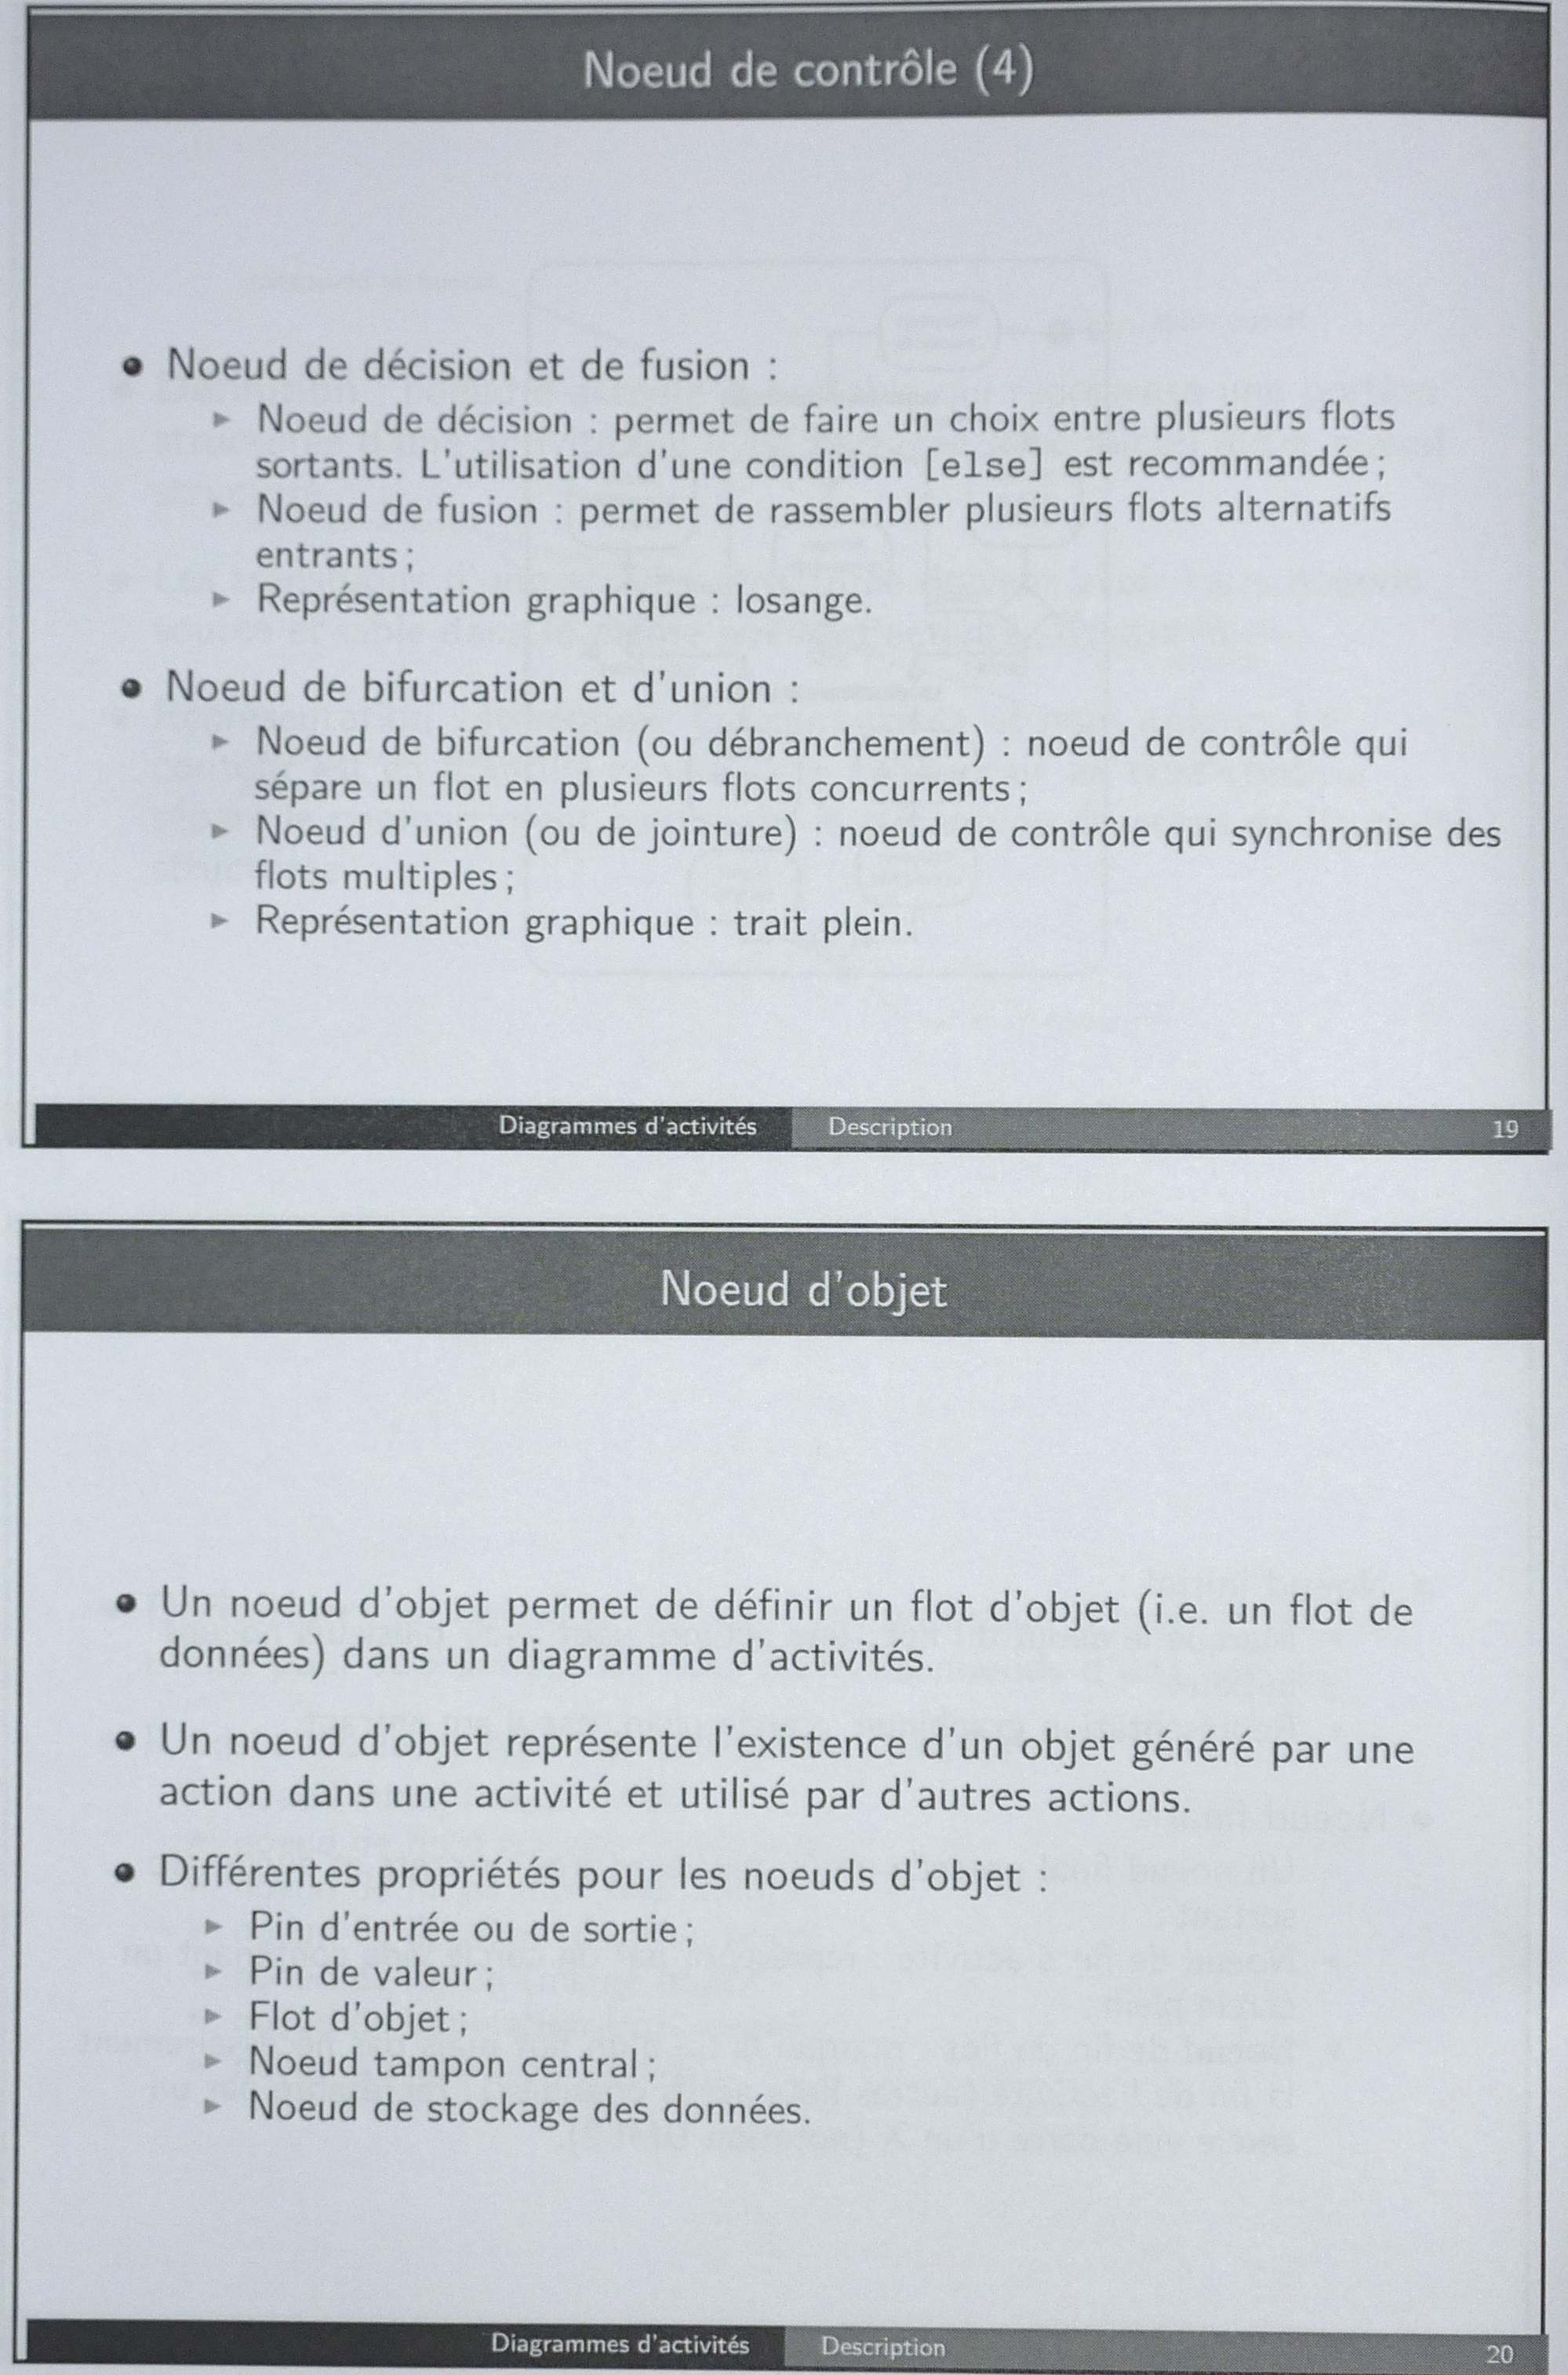 Noeud de contrôle (4)
● Noeud de décision et de fusion :
► Noeud de décision : permet de faire un choix entre plusieurs flots
sortants. L'utilisation d'une condition [else] est recommandée ;
► Noeud de fusion : permet de rassembler plusieurs flots alternatifs
entrants ;
► Représentation graphique : losange.
● Noeud de bifurcation et d'union :
► Noeud de bifurcation (ou débranchement) : noeud de contrôle qui
sépare un flot en plusieurs flots concurrents ;
► Noeud d'union (ou de jointure) : noeud de contrôle qui synchronise des
flots multiples ;
► Représentation graphique : trait plein.
Diagrammes d'activités Description 19
Noeud d'objet
● Un noeud d'objet permet de définir un flot d'objet (i.e. un flot de
données) dans un diagramme d'activités.
● Un noeud d'objet représente l'existence d'un objet généré par une
action dans une activité et utilisé par d'autres actions.
● Différentes propriétés pour les noeuds d'objet :
► Pin d'entrée ou de sortie ;
► Pin de valeur ;
► Flot d'objet ;
► Noeud tampon central ;
► Noeud de stockage des données.
Diagrammes d'activités Description 20